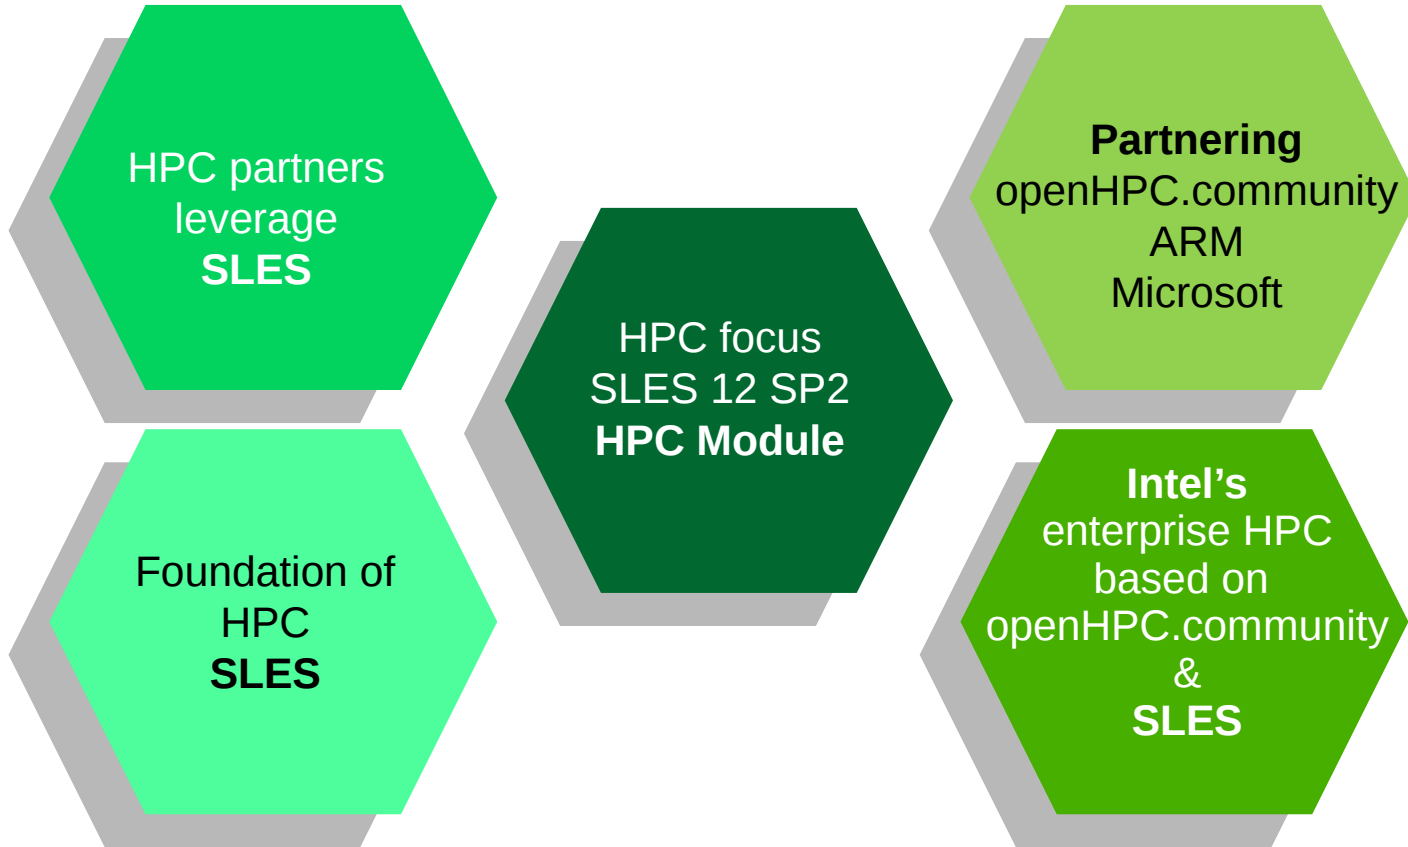 HPC partners
leverage
SLES
Foundation of
HPC
SLES
HPC focus
SLES 12 SP2
HPC Module
Partnering
openHPC.community
ARM
Microsoft
Intel’s
enterprise HPC
based on
openHPC.community
&
SLES